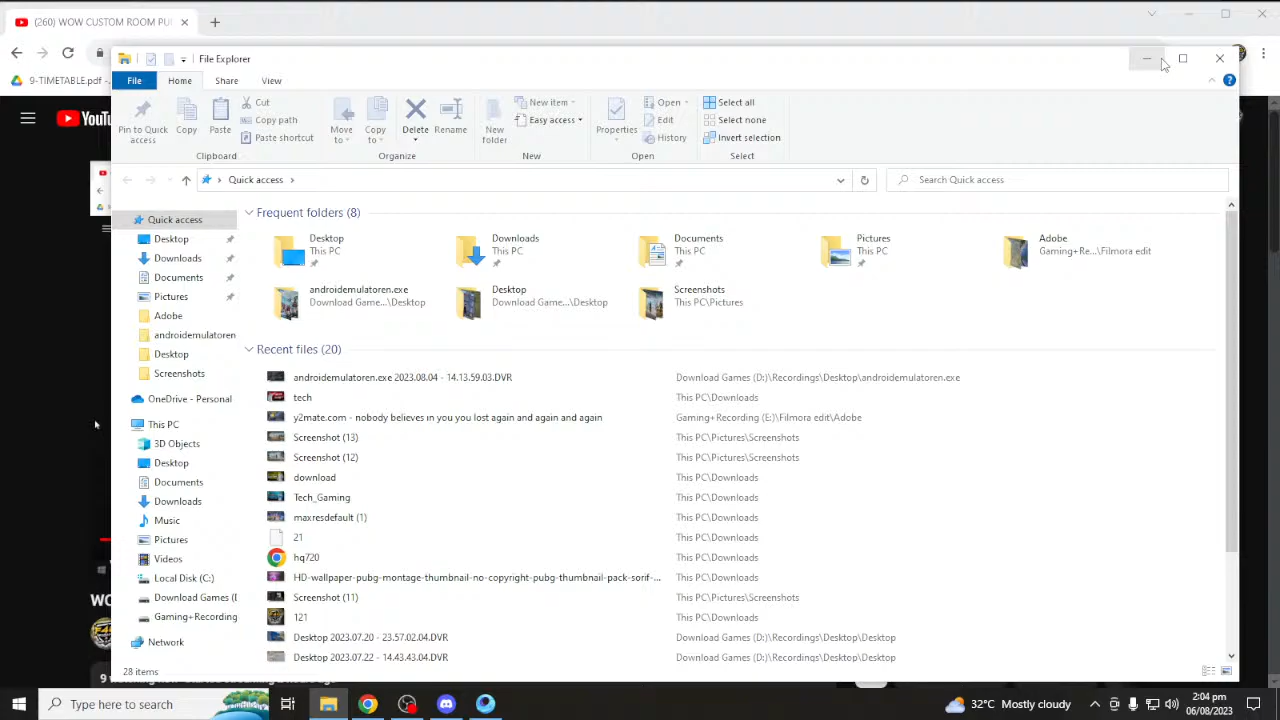 (260) WOW CUSTOM ROOM PU
9-TIMETABLE.pdf -
YouTu
File Explorer
File
Home
Share
View
Pin to Quick access
Copy
Paste
Cut
Copy path
Paste shortcut
Clipboard
Move to
Copy to
Delete
Rename
Organize
New folder
New item
Easy access
New
Properties
Open
Edit
History
Open
Select all
Select none
Invert selection
Select
Quick access
Search Quick access
Quick access
Desktop
Downloads
Documents
Pictures
Adobe
androidemulatoren
Desktop
Screenshots
OneDrive - Personal
This PC
3D Objects
Desktop
Documents
Downloads
Music
Pictures
Videos
Local Disk (C:)
Download Games (I
Gaming+Recording
Network
Frequent folders (8)
Desktop
This PC
Downloads
This PC
Documents
This PC
Pictures
This PC
Adobe
Gaming+Re...\Filmora edit
androidemulatoren.exe
Download Game...\Desktop
Desktop
Download Game...\Desktop
Screenshots
This PC\Pictures
Recent files (20)
androidemulatoren.exe 2023.08.04 - 14.13.59.03.DVR Download Games (D:)\Recordings\Desktop\androidemulatoren.exe
tech This PC\Downloads
y2mate.com - nobody believes ın you you lost again and again and again Gaming+Recording (E:)\Filmora edit\Adobe
Screenshot (13) This PC\Pictures\Screenshots
Screenshot (12) This PC\Pictures\Screenshots
download This PC\Downloads
Tech_Gaming This PC\Downloads
maxresdefault (1) This PC\Downloads
21 This PC\Downloads
hq720 This PC\Downloads
HD-wallpaper-pubg-montage-thumbnail-no-copyright-pubg-thumbnail-pack-sorif-... This PC\Downloads
Screenshot (11) This PC\Pictures\Screenshots
121 This PC\Downloads
Desktop 2023.07.20 - 23.57.02.04.DVR Download Games (D:)\Recordings\Desktop\Desktop
Desktop 2023.07.22 - 14.43.43.04.DVR Download Games (D:)\Recordings\Desktop\Desktop
WO
28 items
Type here to search
32°C Mostly cloudy
2:04 pm
06/08/2023